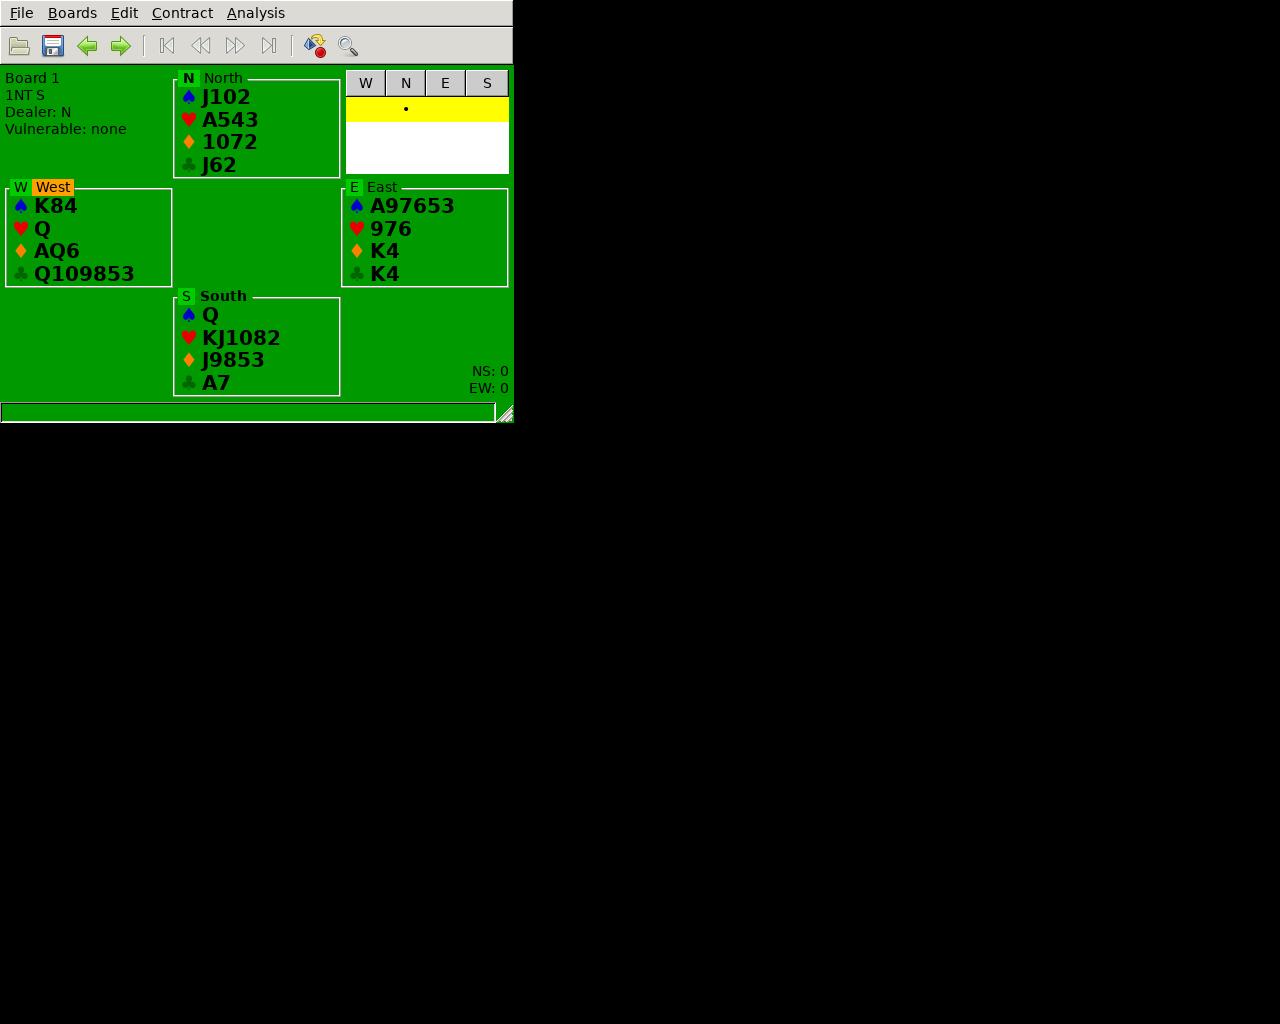 File Boards Edit Contract Analysis
Board 1
1NT S
Dealer: N
Vulnerable: none
N North
J102
A543
1072
J62
W N E S
W West
K84
Q
AQ6
Q109853
E East
A97653
976
K4
K4
S South
Q
KJ1082
J9853
A7
NS: 0
EW: 0